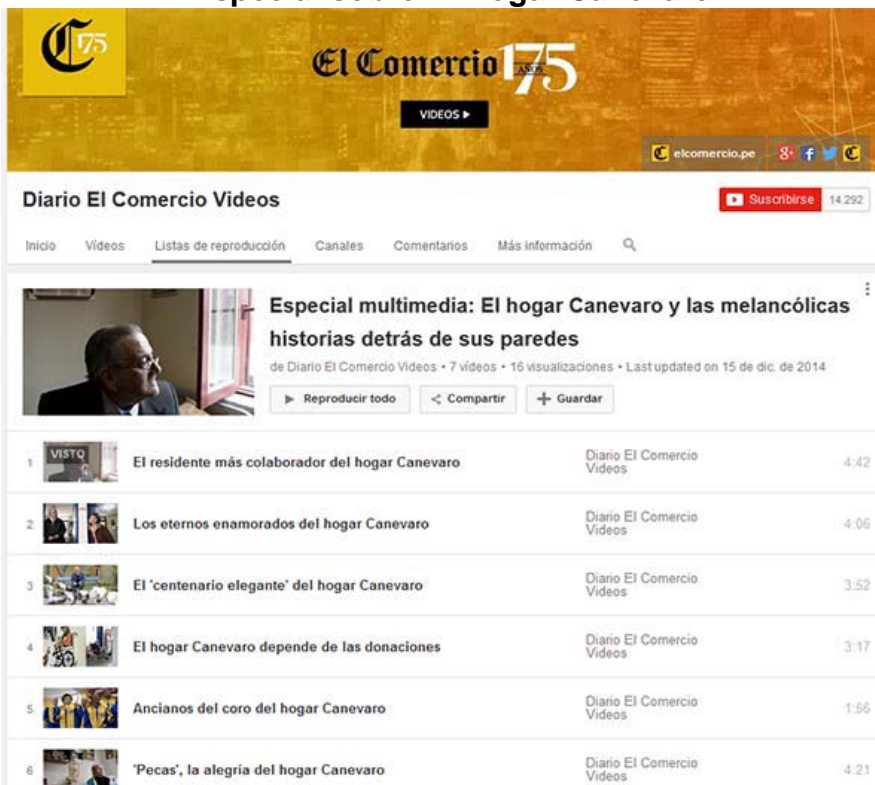 C 75
El Comercio 175
AÑOS
VIDEOS
elcomercio.pe
Diario El Comercio Videos
Suscribirse 14.292
Inicio Vídeos Listas de reproducción Canales Comentarios Más información
Especial multimedia: El hogar Canevaro y las melancólicas
historias detrás de sus paredes
de Diario El Comercio Videos • 7 vídeos • 16 visualizaciones • Last updated on 15 de dic. de 2014
Reproducir todo Compartir Guardar
1 VISTO El residente más colaborador del hogar Canevaro Diario El Comercio Videos 4:42
2 Los eternos enamorados del hogar Canevaro Diario El Comercio Videos 4:06
3 El 'centenario elegante' del hogar Canevaro Diario El Comercio Videos 3:52
4 El hogar Canevaro depende de las donaciones Diario El Comercio Videos 3:17
5 Ancianos del coro del hogar Canevaro Diario El Comercio Videos 1:56
6 'Pecas', la alegría del hogar Canevaro Diario El Comercio Videos 4:21